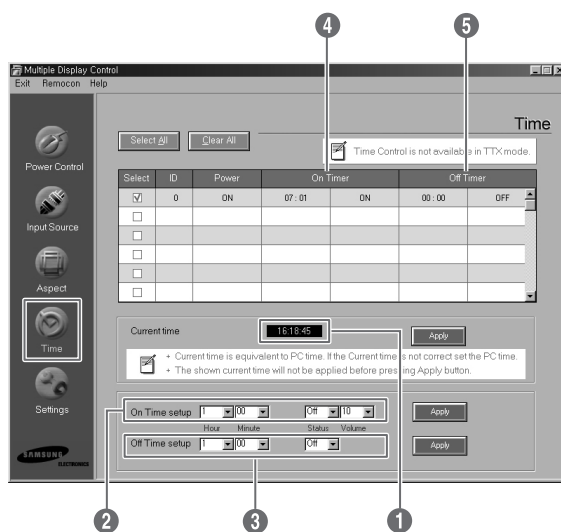 4 5
Multiple Display Control
Exit Remocon Help
Time
Select All Clear All
Time Control is not available in TTX mode.
Power Control
Select ID Power On Timer Off Timer
0 ON 07 : 01 ON 00 : 00 OFF
Input Source
Aspect
Current time 16:18:45 Apply
Time
+ Current time is equivalent to PC time. If the Current time is not correct set the PC time.
+ The shown current time will not be applied before pressing Apply button.
Settings
On Time setup 1 00 Off 10 Apply
Hour Minute Status Volume
Off Time setup 1 00 Off Apply
SAMSUNG
ELECTRONICS
2 3 1